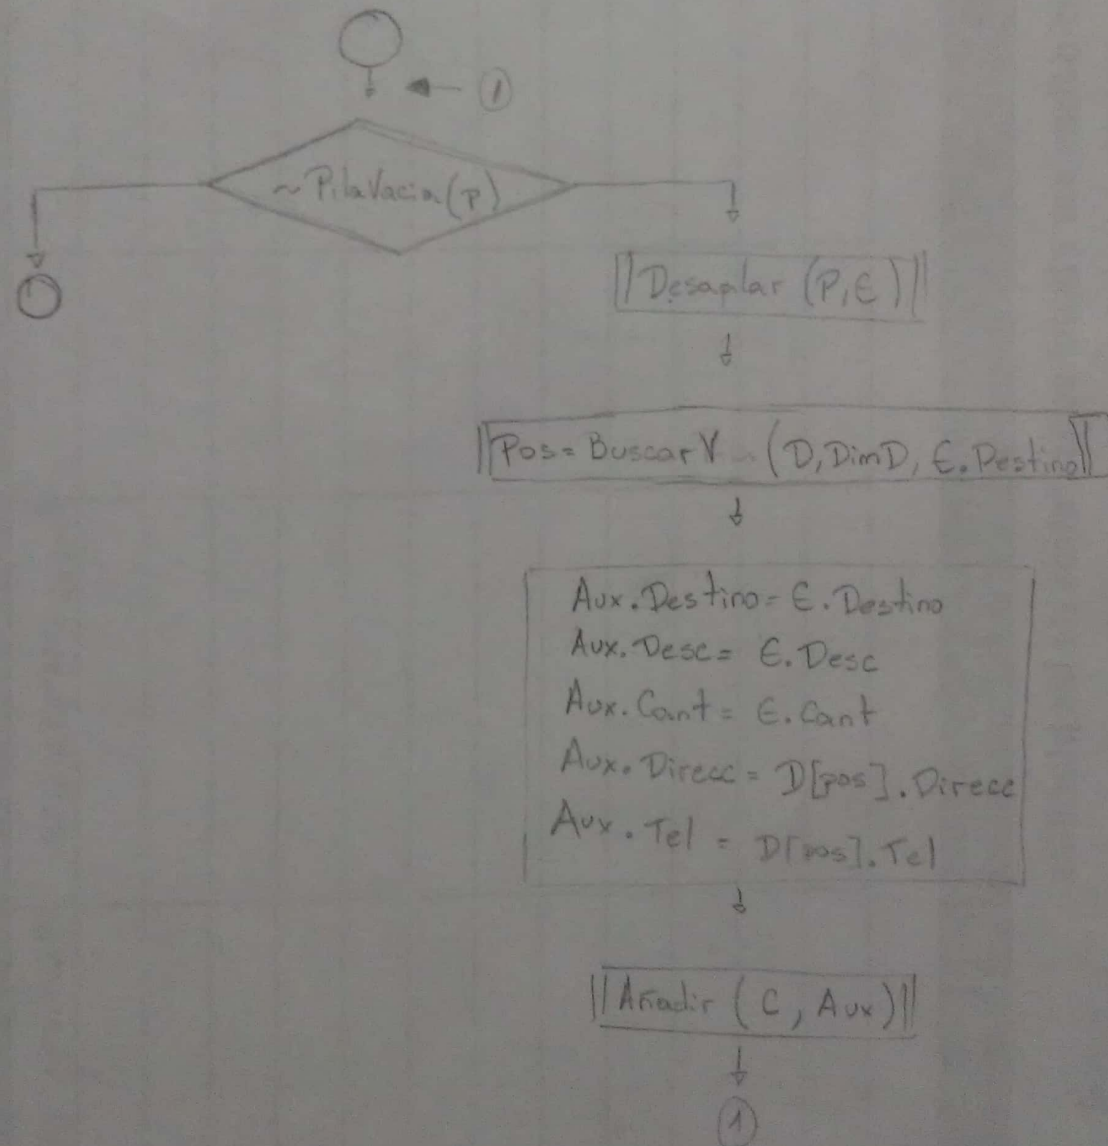 1
~PilaVacia(P)
Desapilar (P,E)
Pos=BuscarV...(D,DimD, E.Destino)
Aux.Destino=E.Destino
Aux.Desc= E.Desc
Aux.Cant= E.Cant
Aux.Direcc= D[pos].Direcc
Aux.Tel = D[pos].Tel
Añadir (C, Aux)
1